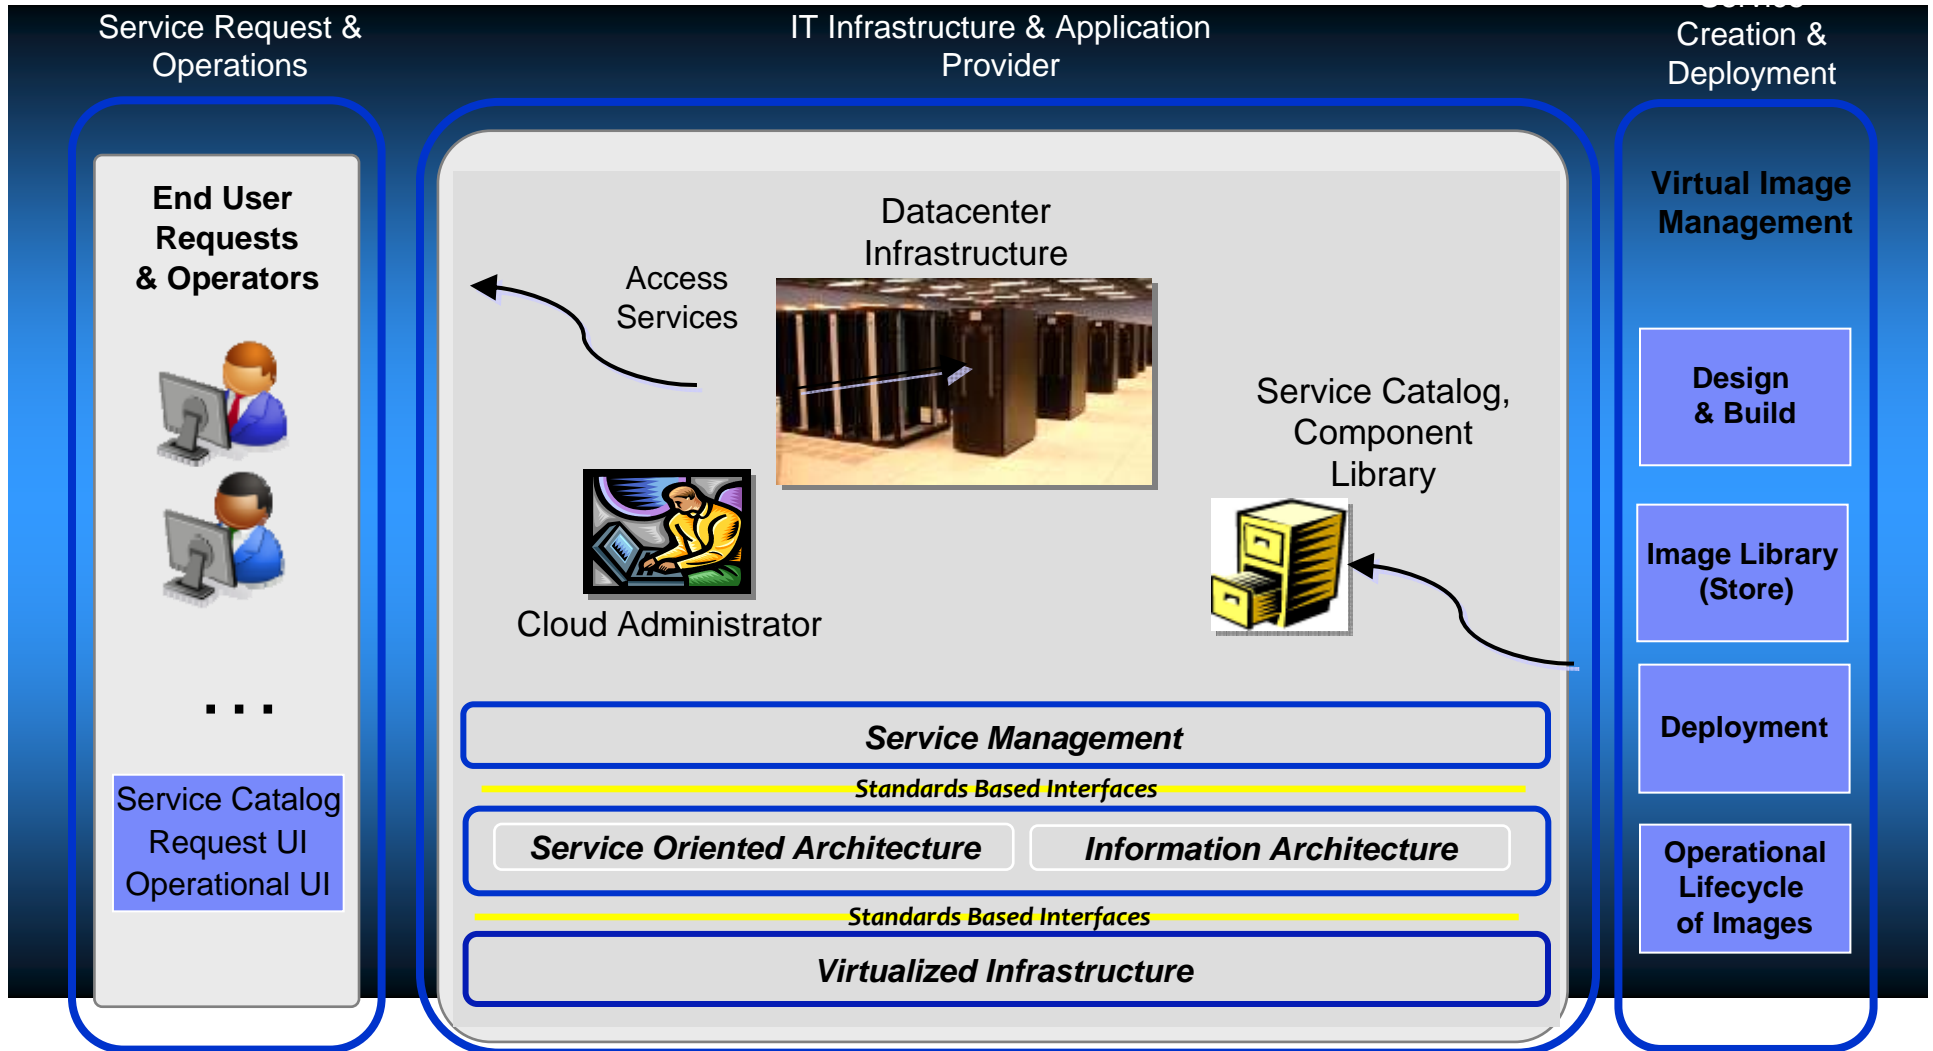 Service Request &
Operations
IT Infrastructure & Application
Provider
Service
Creation &
Deployment
End User
Requests
& Operators
Service Catalog
Request UI
Operational UI
Datacenter
Infrastructure
Access
Services
Service Catalog,
Component
Library
Cloud Administrator
Service Management
Standards Based Interfaces
Service Oriented Architecture
Information Architecture
Standards Based Interfaces
Virtualized Infrastructure
Virtual Image
Management
Design
& Build
Image Library
(Store)
Deployment
Operational
Lifecycle
of Images